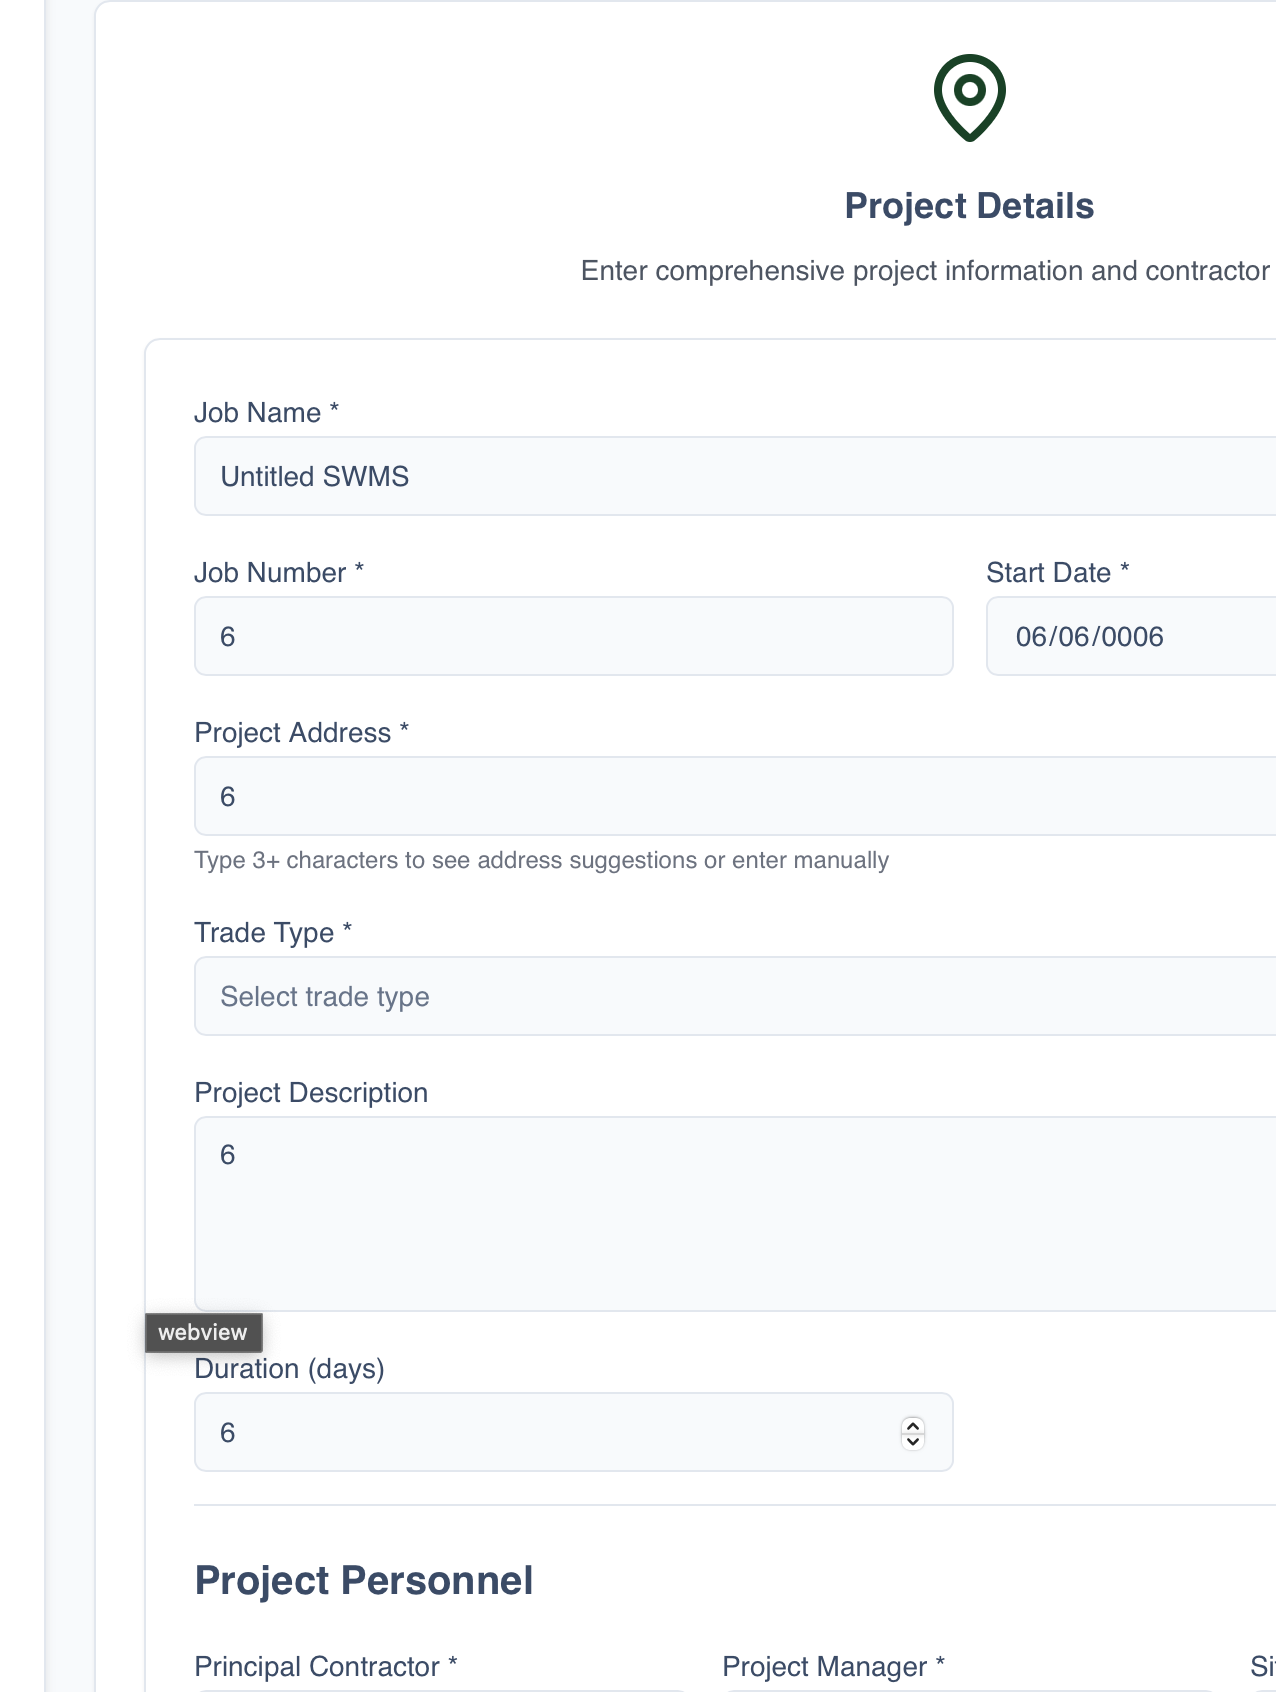 Project Details
Enter comprehensive project information and contractor
Job Name *
Untitled SWMS
Job Number *
Start Date *
6
06/06/0006
Project Address *
6
Type 3+ characters to see address suggestions or enter manually
Trade Type *
Select trade type
Project Description
6
webview
Duration (days)
6
Project Personnel
Principal Contractor *
Project Manager *